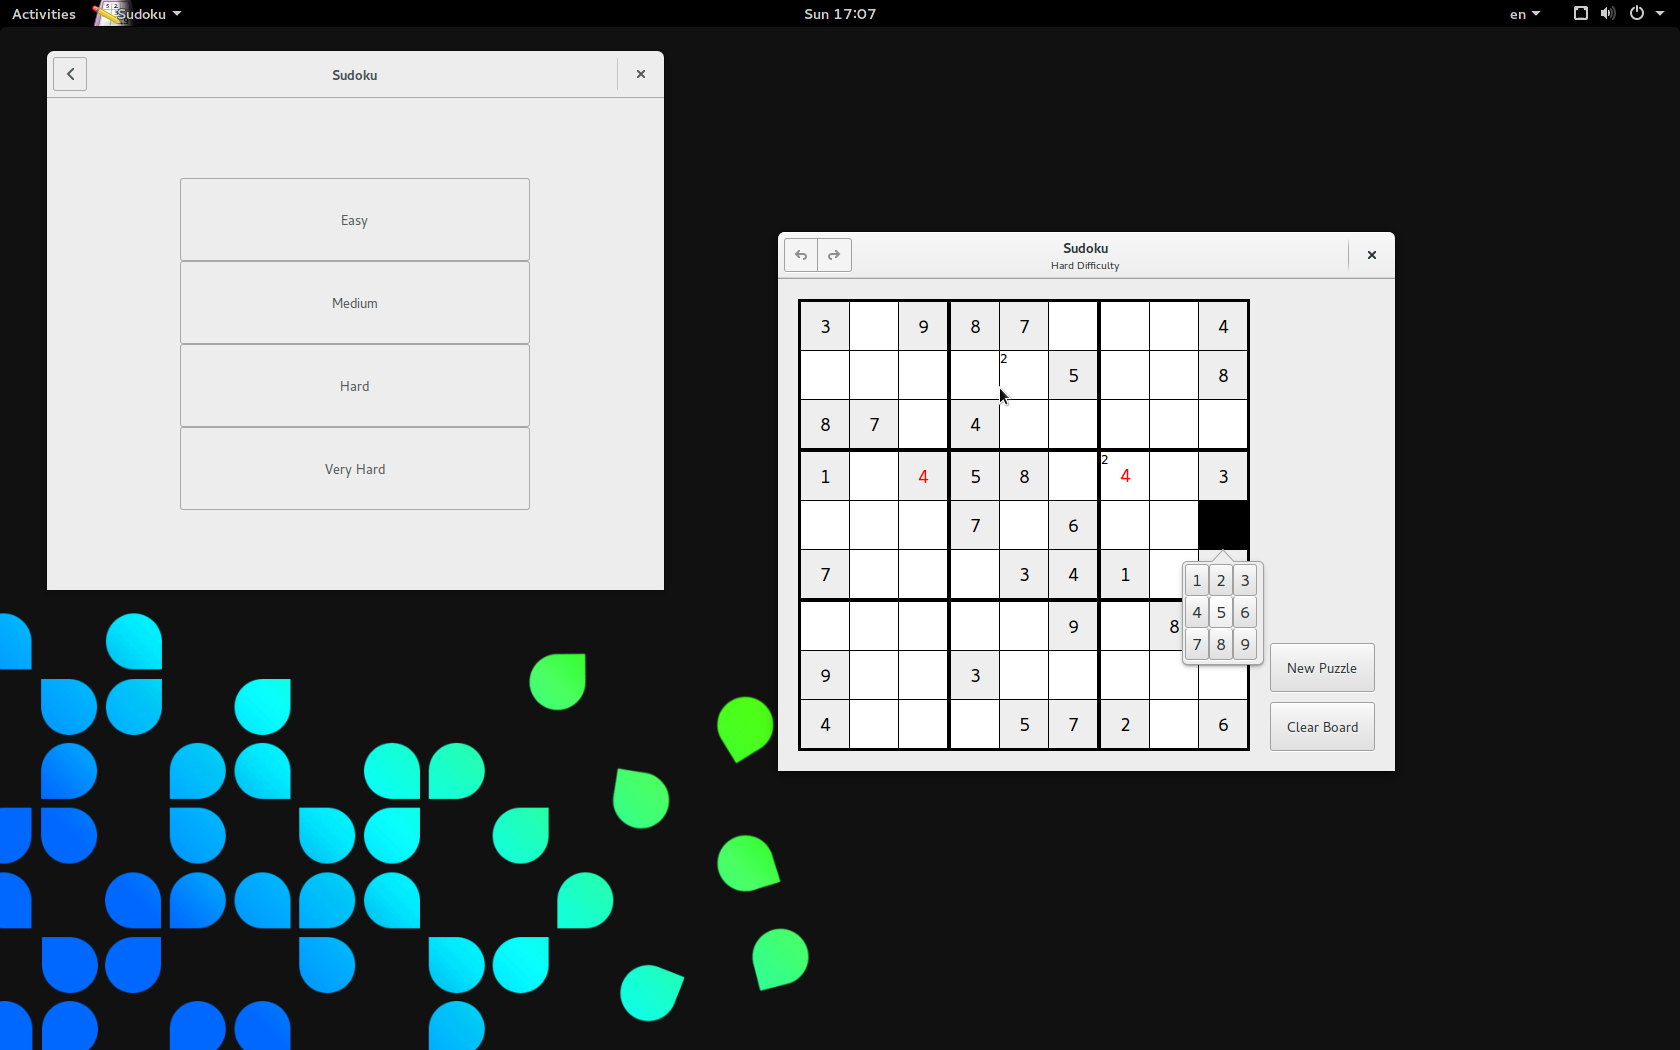 Activities Sudoku Sun 17:07 en
Sudoku
Easy
Medium
Hard
Very Hard
Sudoku
Hard Difficulty
3 9 8 7 4
2 5 8
8 7 4
1 4 5 8 2 4 3
7 6
7 3 4 1
1 2 3
4 5 6
7 8 9
9 8
9 3
4 5 7 2 6
New Puzzle
Clear Board